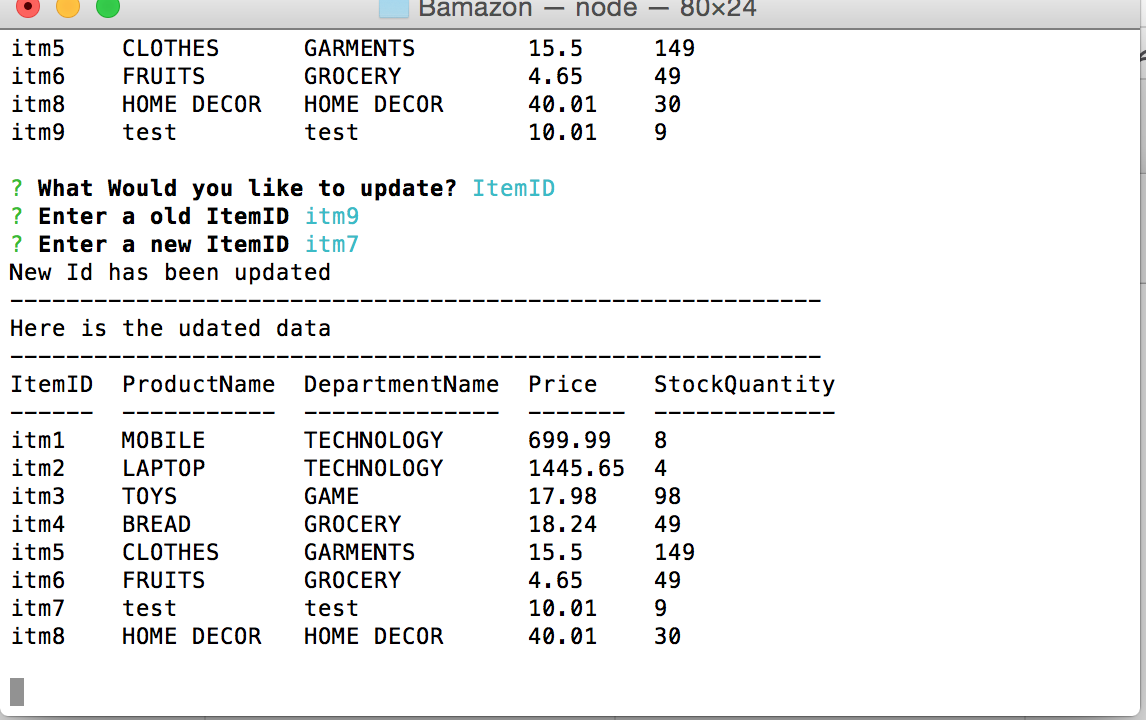 Bamazon — node — 80×24
itm5 CLOTHES GARMENTS 15.5 149
itm6 FRUITS GROCERY 4.65 49
itm8 HOME DECOR HOME DECOR 40.01 30
itm9 test test 10.01 9
? What Would you like to update? ItemID
? Enter a old ItemID itm9
? Enter a new ItemID itm7
New Id has been updated
----------------------------------------------------------
Here is the udated data
----------------------------------------------------------
ItemID ProductName DepartmentName Price StockQuantity
------ ----------- -------------- ------- -------------
itm1 MOBILE TECHNOLOGY 699.99 8
itm2 LAPTOP TECHNOLOGY 1445.65 4
itm3 TOYS GAME 17.98 98
itm4 BREAD GROCERY 18.24 49
itm5 CLOTHES GARMENTS 15.5 149
itm6 FRUITS GROCERY 4.65 49
itm7 test test 10.01 9
itm8 HOME DECOR HOME DECOR 40.01 30